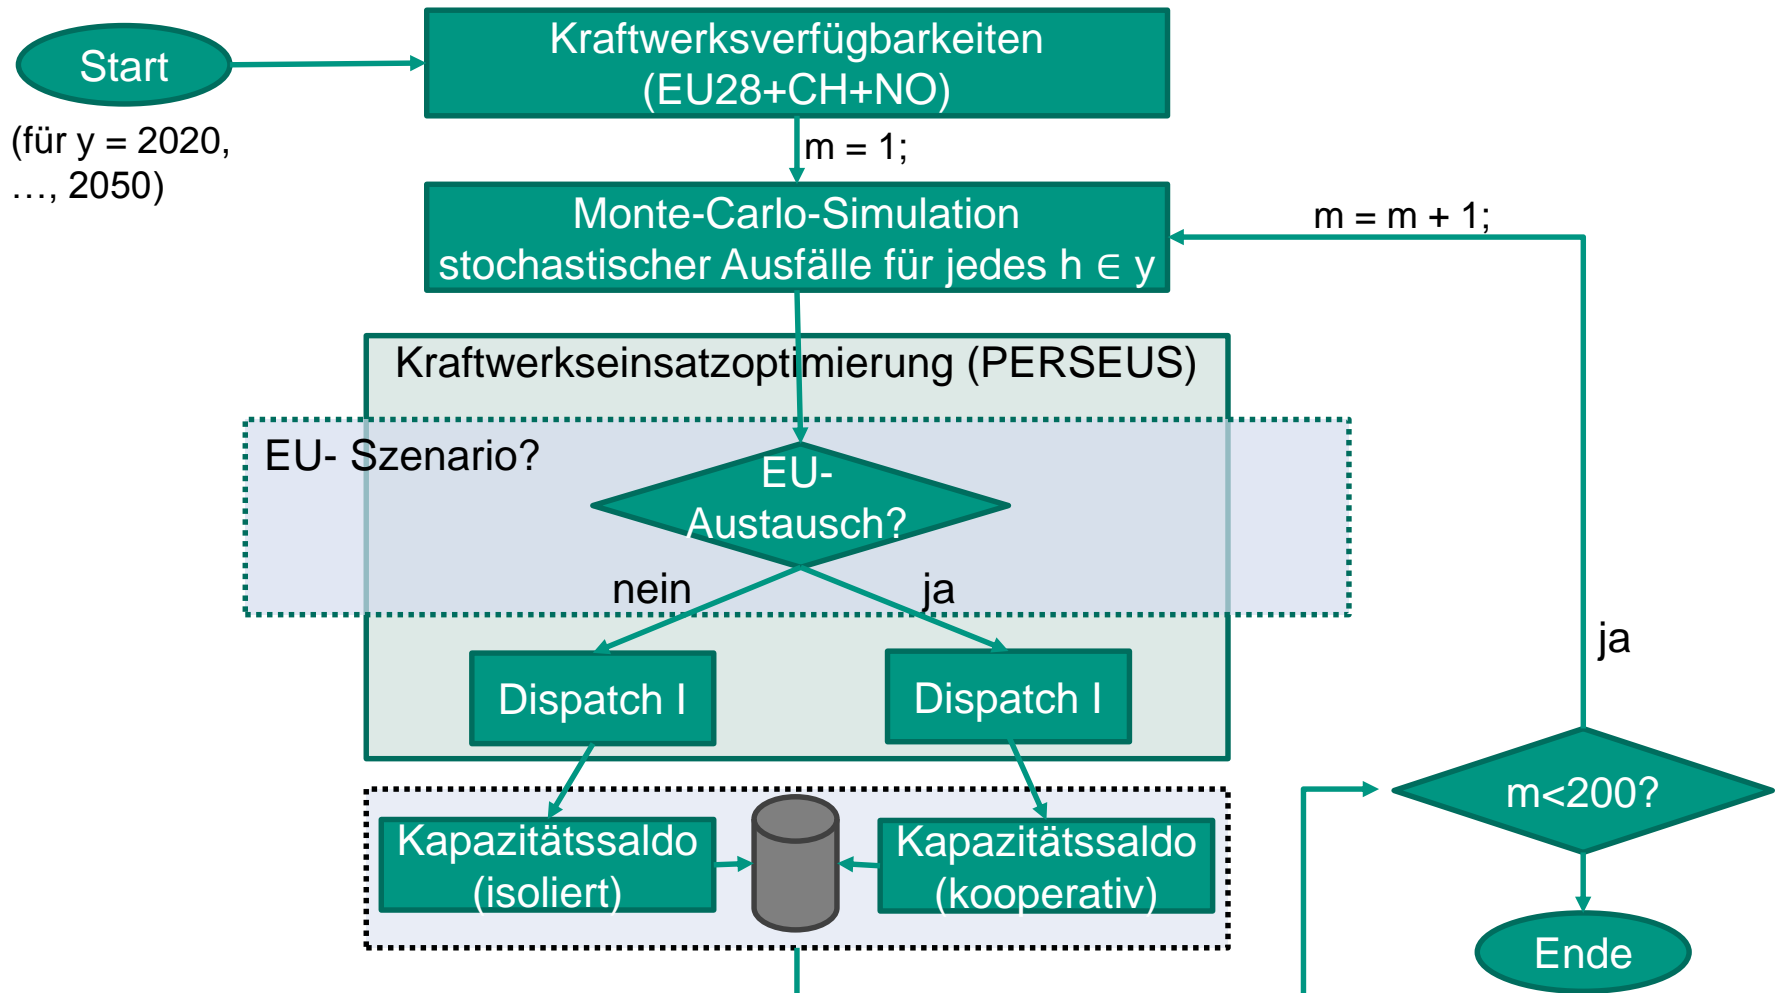 Start
(für y = 2020,
…, 2050)
Kraftwerksverfügbarkeiten
(EU28+CH+NO)
m = 1;
Monte-Carlo-Simulation
stochastischer Ausfälle für jedes h ∈ y
m = m + 1;
Kraftwerkseinsatzoptimierung (PERSEUS)
EU- Szenario?
EU-
Austausch?
nein
ja
Dispatch I
Dispatch I
Kapazitätssaldo
(isoliert)
Kapazitätssaldo
(kooperativ)
ja
m<200?
Ende